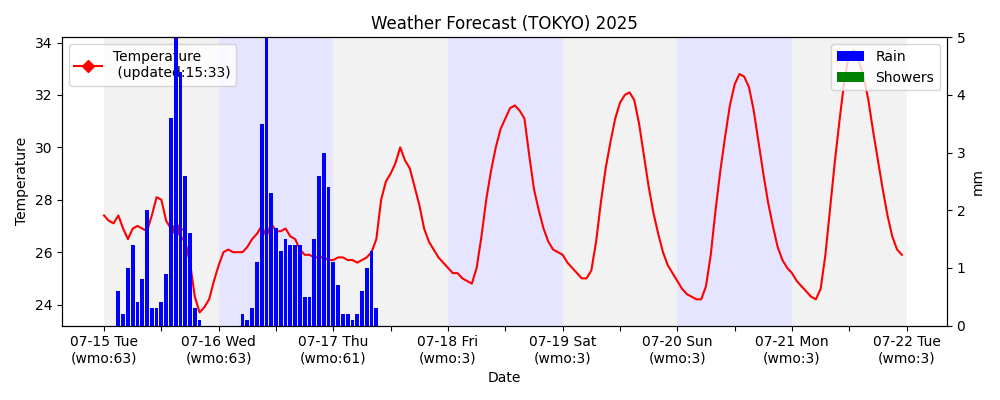 Weather Forecast (TOKYO) 2025
Temperature
(updated:15:33)
Rain
Showers
34
32
30
28
26
24
Temperature
5
4
3
2
1
0
mm
07-15 Tue 07-16 Wed 07-17 Thu 07-18 Fri 07-19 Sat 07-20 Sun 07-21 Mon 07-22 Tue
(wmo:63) (wmo:63) (wmo:61) (wmo:3) (wmo:3) (wmo:3) (wmo:3) (wmo:3)
Date